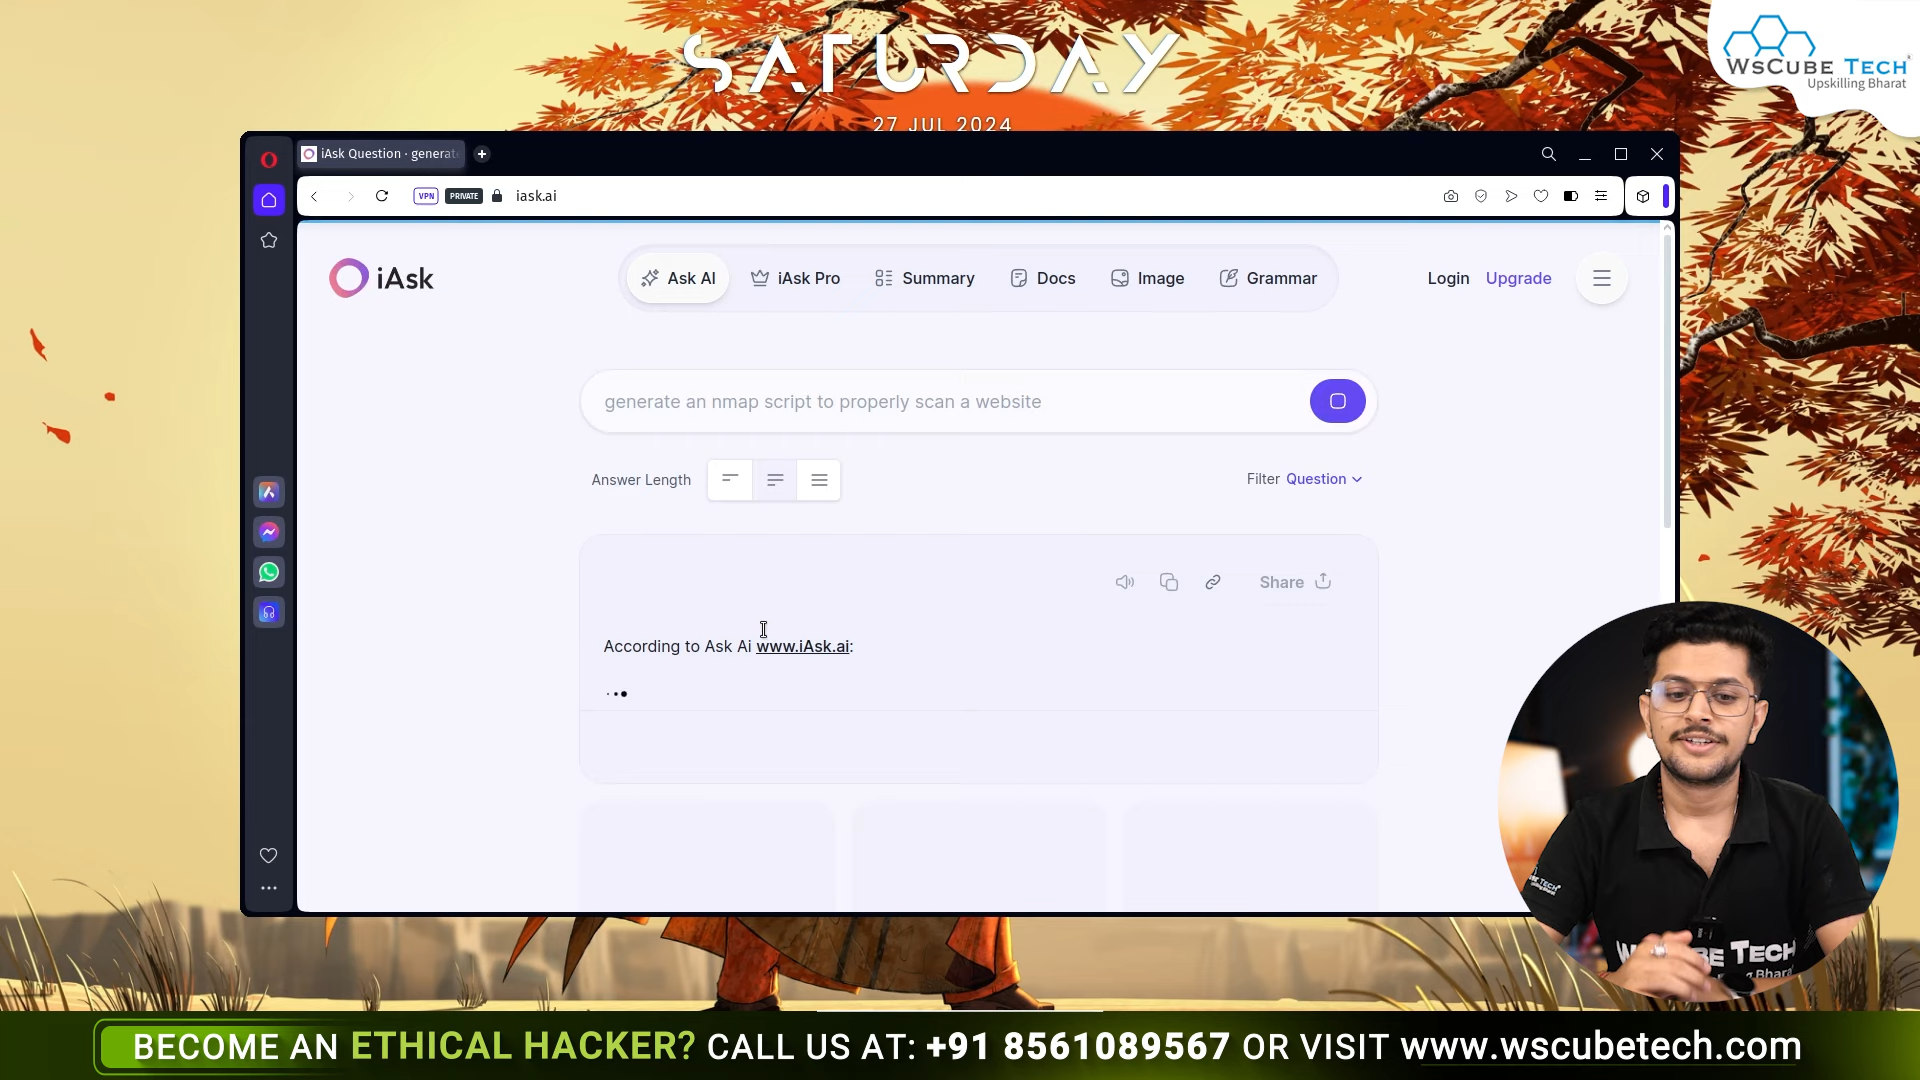 SATURDAY
27 JUL 2024
WsCube Tech
Upskilling Bharat
iAsk Question · generat
VPN PRIVATE iask.ai
iAsk
Ask AI iAsk Pro Summary Docs Image Grammar
Login Upgrade
generate an nmap script to properly scan a website
Answer Length
Filter Question
Share
According to Ask Ai www.iAsk.ai:
BECOME AN ETHICAL HACKER? CALL US AT: +91 8561089567 OR VISIT www.wscubetech.com